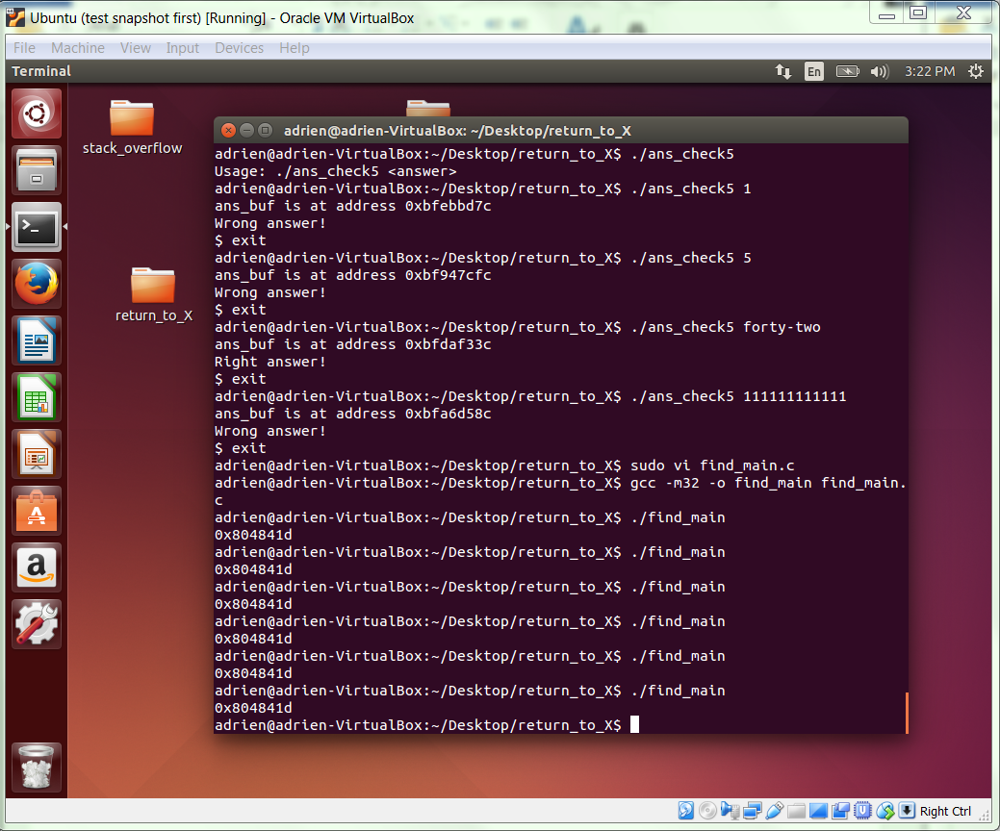 Ubuntu (test snapshot first) [Running] - Oracle VM VirtualBox
File Machine View Input Devices Help
Terminal En 3:22 PM
stack_overflow
return_to_X
adrien@adrien-VirtualBox: ~/Desktop/return_to_X
adrien@adrien-VirtualBox:~/Desktop/return_to_X$ ./ans_check5
Usage: ./ans_check5 <answer>
adrien@adrien-VirtualBox:~/Desktop/return_to_X$ ./ans_check5 1
ans_buf is at address 0xbfebbd7c
Wrong answer!
$ exit
adrien@adrien-VirtualBox:~/Desktop/return_to_X$ ./ans_check5 5
ans_buf is at address 0xbf947cfc
Wrong answer!
$ exit
adrien@adrien-VirtualBox:~/Desktop/return_to_X$ ./ans_check5 forty-two
ans_buf is at address 0xbfdaf33c
Right answer!
$ exit
adrien@adrien-VirtualBox:~/Desktop/return_to_X$ ./ans_check5 111111111111
ans_buf is at address 0xbfa6d58c
Wrong answer!
$ exit
adrien@adrien-VirtualBox:~/Desktop/return_to_X$ sudo vi find_main.c
adrien@adrien-VirtualBox:~/Desktop/return_to_X$ gcc -m32 -o find_main find_main.
c
adrien@adrien-VirtualBox:~/Desktop/return_to_X$ ./find_main
0x804841d
adrien@adrien-VirtualBox:~/Desktop/return_to_X$ ./find_main
0x804841d
adrien@adrien-VirtualBox:~/Desktop/return_to_X$ ./find_main
0x804841d
adrien@adrien-VirtualBox:~/Desktop/return_to_X$ ./find_main
0x804841d
adrien@adrien-VirtualBox:~/Desktop/return_to_X$ ./find_main
0x804841d
adrien@adrien-VirtualBox:~/Desktop/return_to_X$ ./find_main
0x804841d
adrien@adrien-VirtualBox:~/Desktop/return_to_X$
Right Ctrl